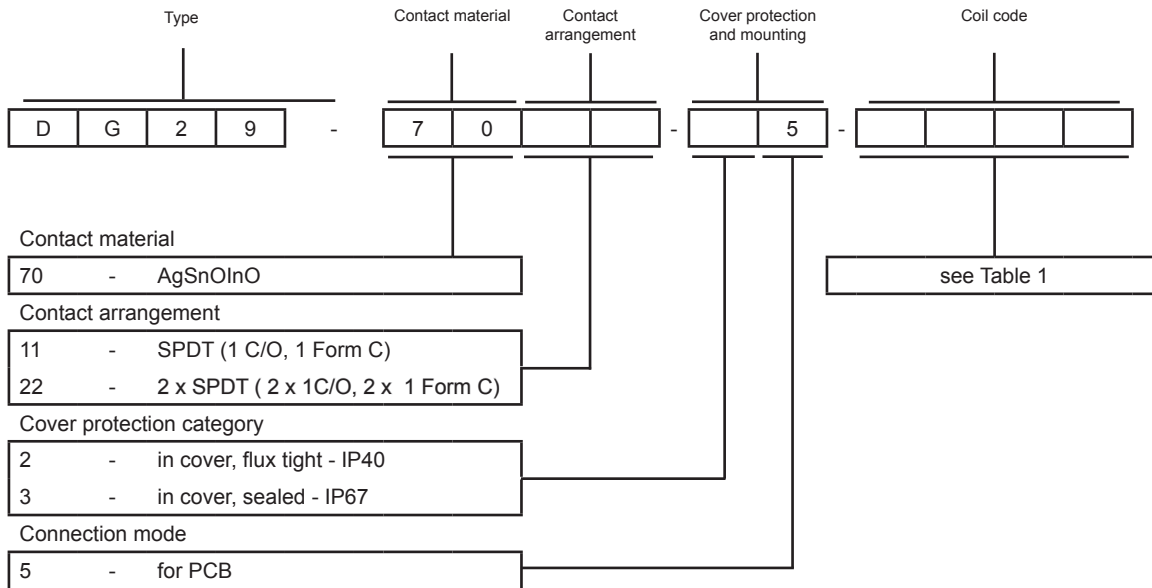 Type
Contact material
Contact arrangement
Cover protection and mounting
Coil code
D G 2 9 - 7 0 - 5 -
Contact material
70 - AgSnOInO
see Table 1
Contact arrangement
11 - SPDT (1 C/O, 1 Form C)
22 - 2 x SPDT ( 2 x 1C/O, 2 x 1 Form C)
Cover protection category
2 - in cover, flux tight - IP40
3 - in cover, sealed - IP67
Connection mode
5 - for PCB